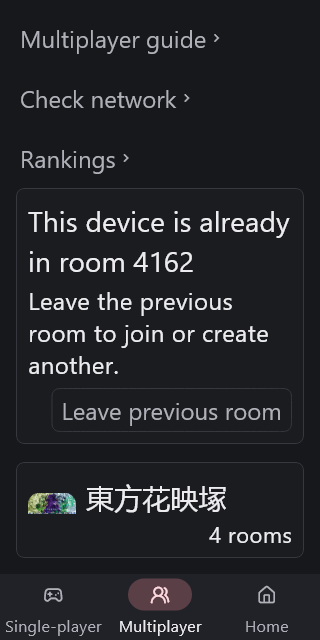 Multiplayer guide
Check network
Rankings
This device is already
in room 4162
Leave the previous
room to join or create
another.
Leave previous room
東方花映塚
4 rooms
Single-player
Multiplayer
Home